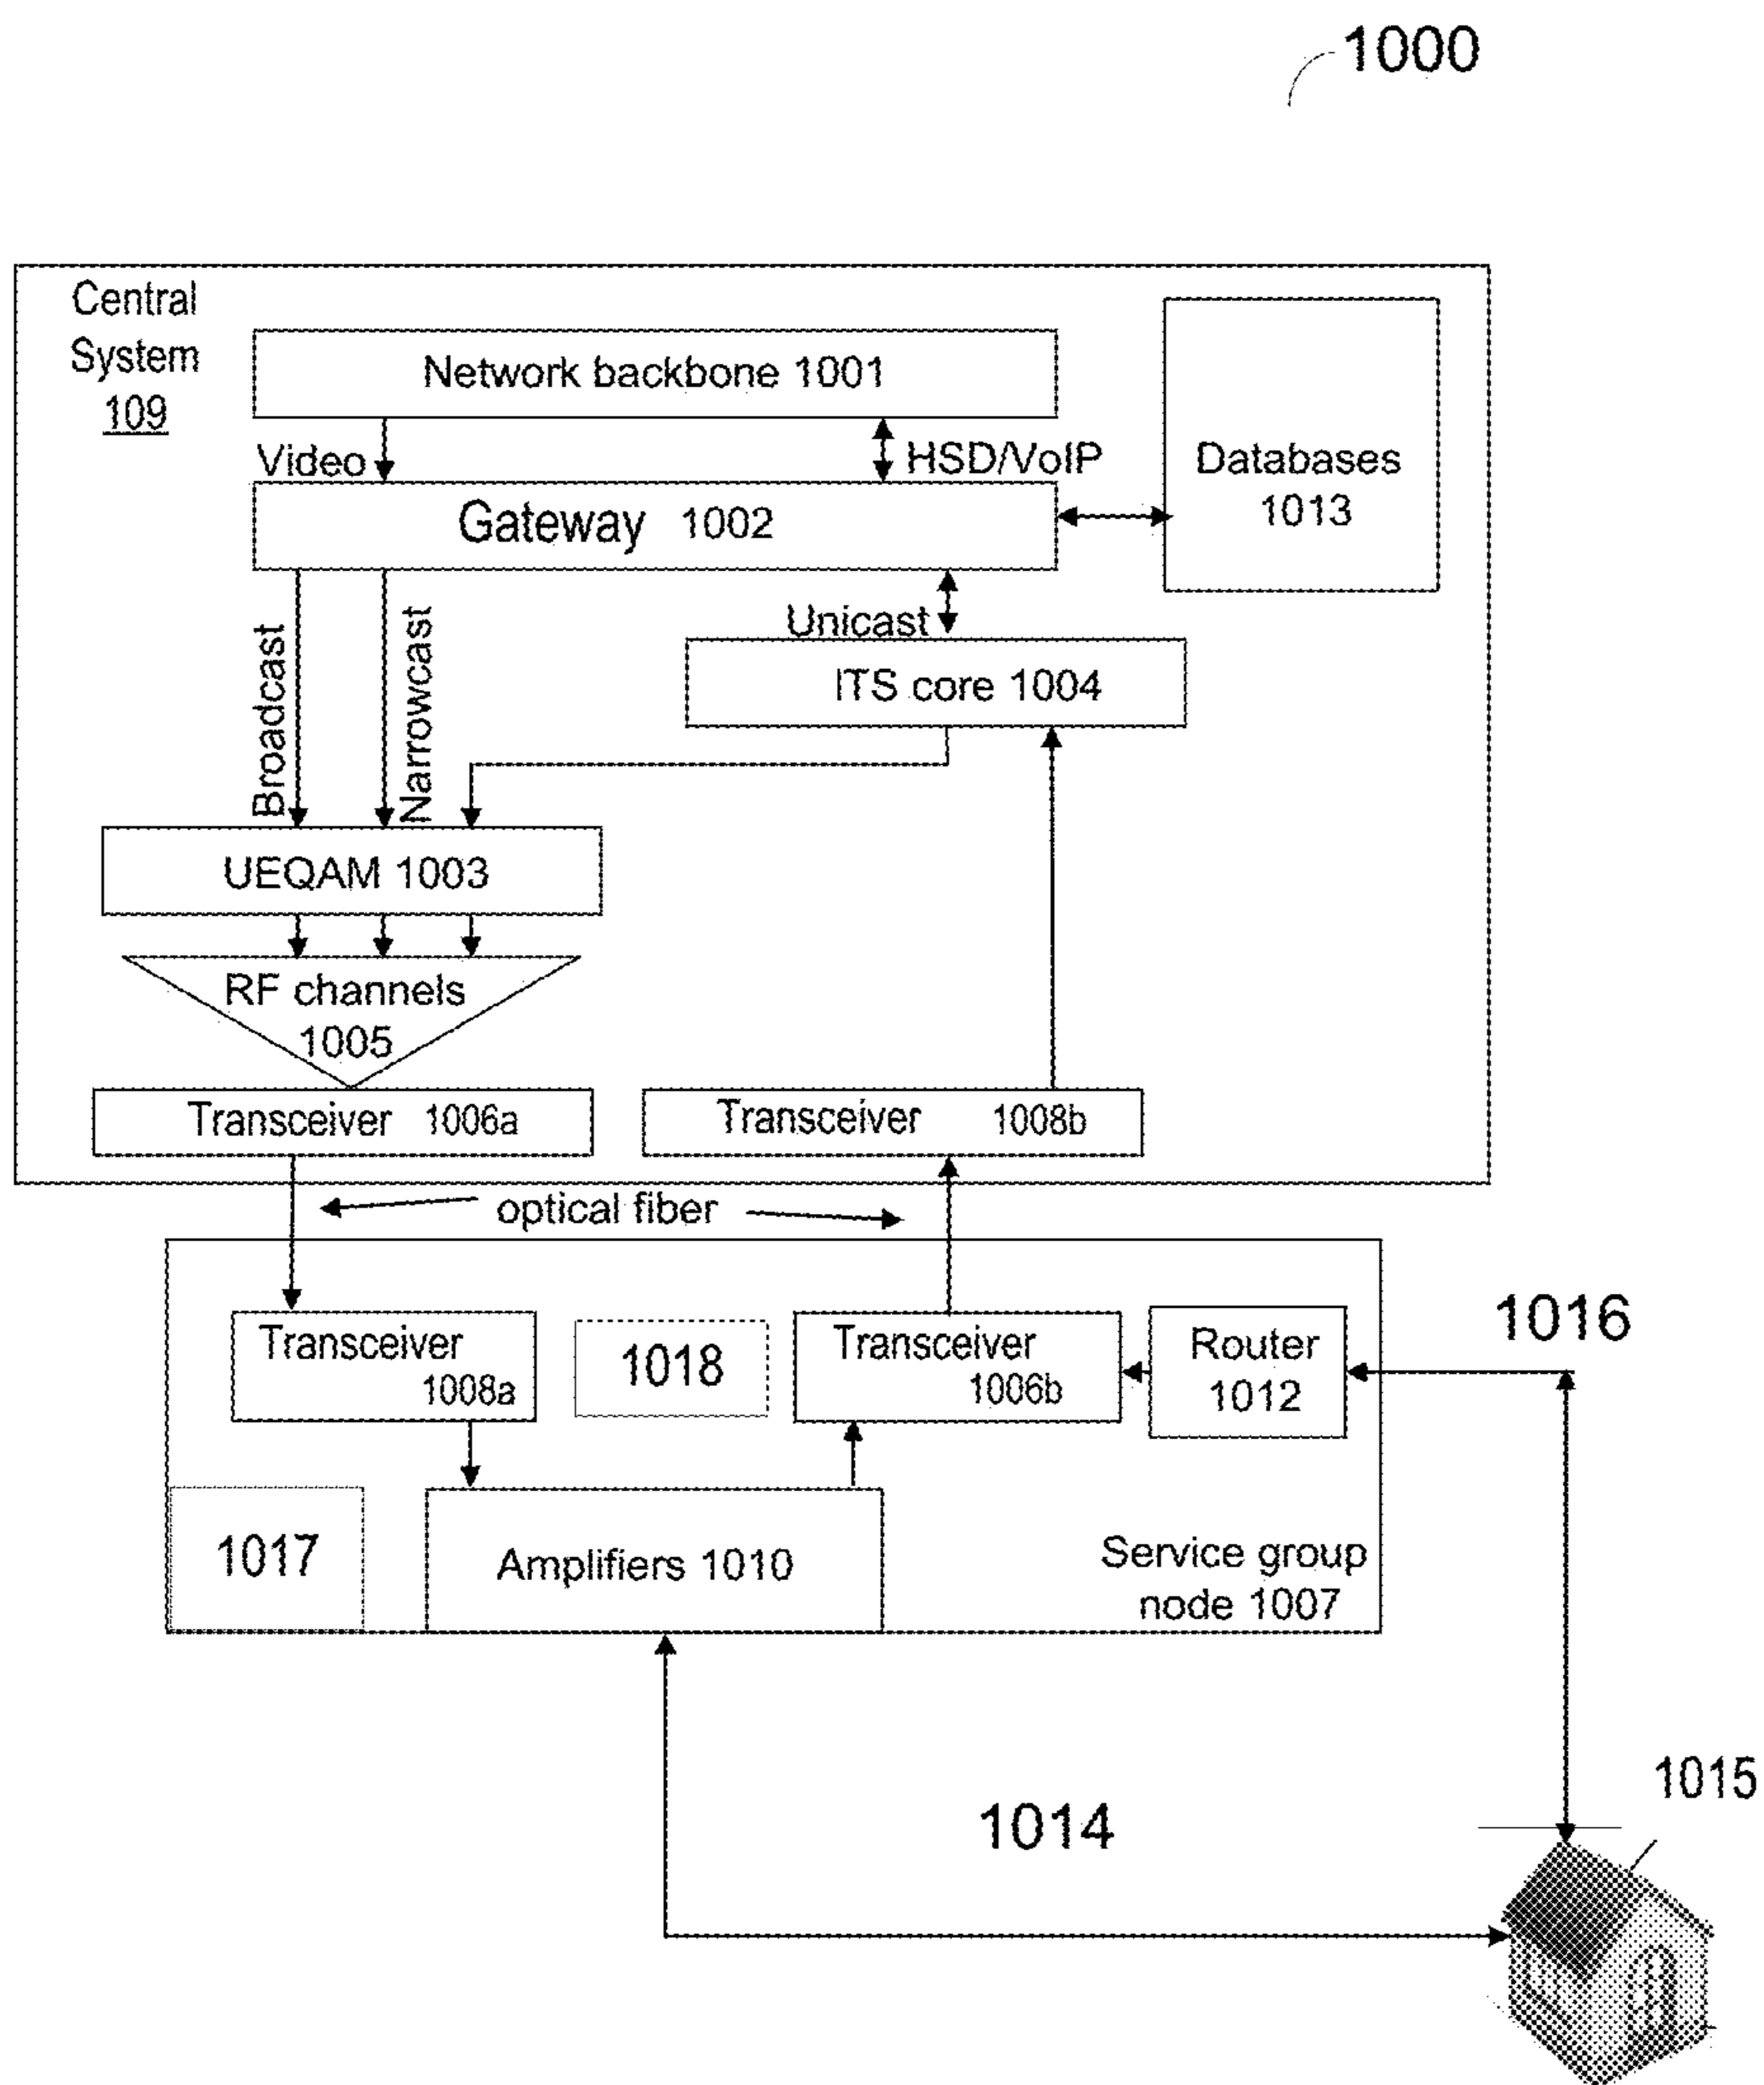 1000
Central
System
109
Network backbone 1001
Video
HSD/VoIP
Databases
1013
Gateway 1002
Broadcast
Narrowcast
Unicast
ITS core 1004
UEQAM 1003
RF channels
1005
Transceiver 1006a
Transceiver 1008b
optical fiber
Transceiver
1008a
1018
Transceiver
1006b
Router
1012
1016
1017
Amplifiers 1010
Service group
node 1007
1015
1014